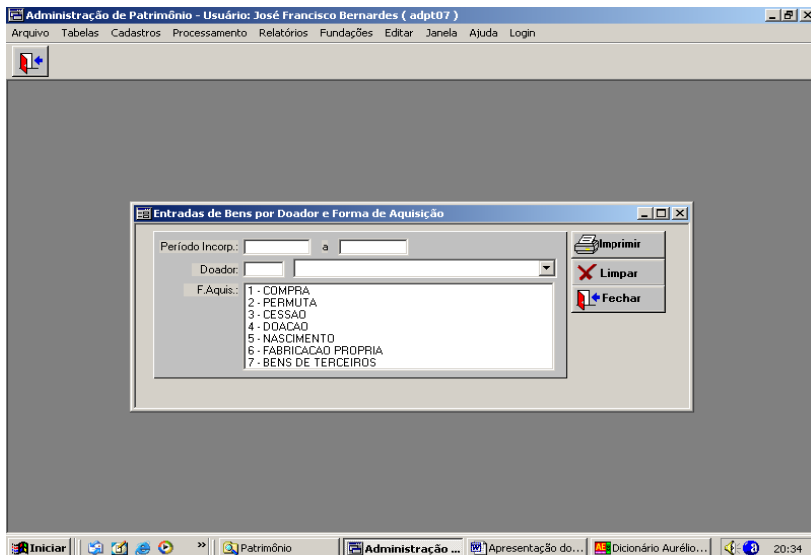 Administração de Patrimônio - Usuário: José Francisco Bernardes ( adpt07 )
Arquivo Tabelas Cadastros Processamento Relatórios Fundações Editar Janela Ajuda Login
Entradas de Bens por Doador e Forma de Aquisição
Período Incorp.: a
Imprimir
Doador:
Limpar
F.Aquis.: 1 - COMPRA
2 - PERMUTA
Fechar
3 - CESSAO
4 - DOACAO
5 - NASCIMENTO
6 - FABRICACAO PROPRIA
7 - BENS DE TERCEIROS
Iniciar » Patrimônio Administração ... Apresentação do... Dicionário Aurélio... 20:34